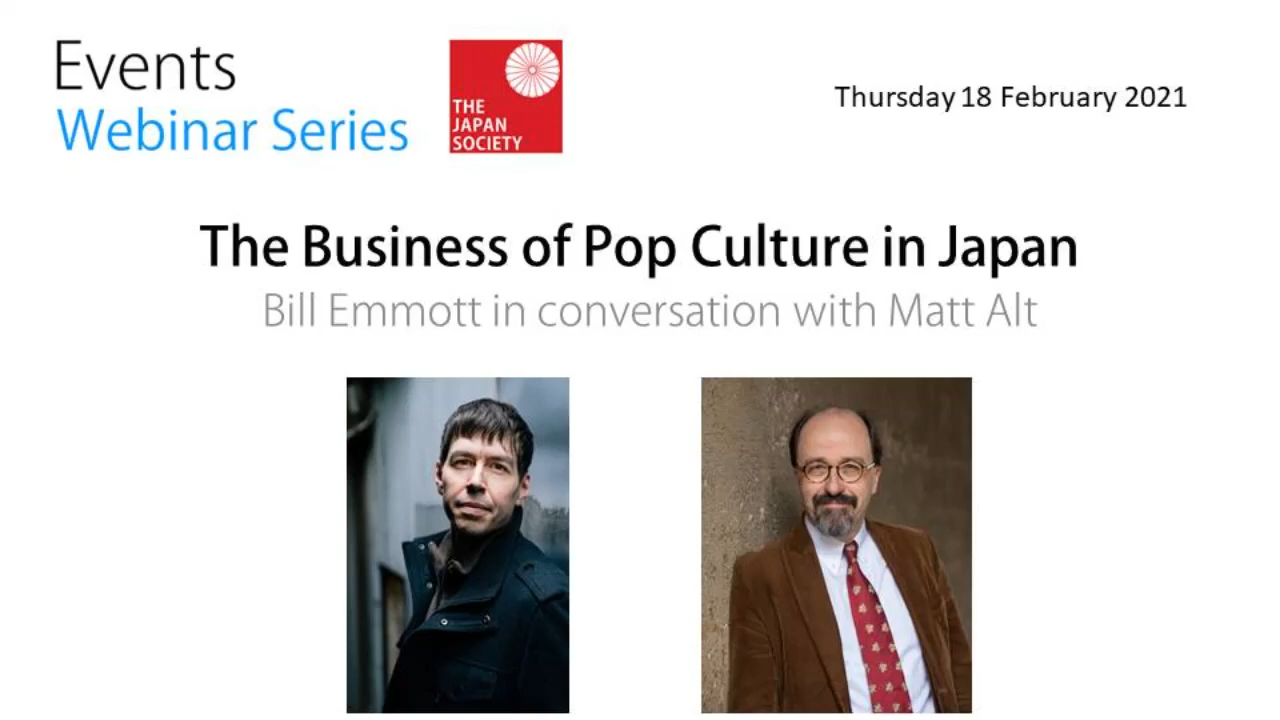 Events
Webinar Series
THE
JAPAN
SOCIETY
Thursday 18 February 2021
The Business of Pop Culture in Japan
Bill Emmott in conversation with Matt Alt